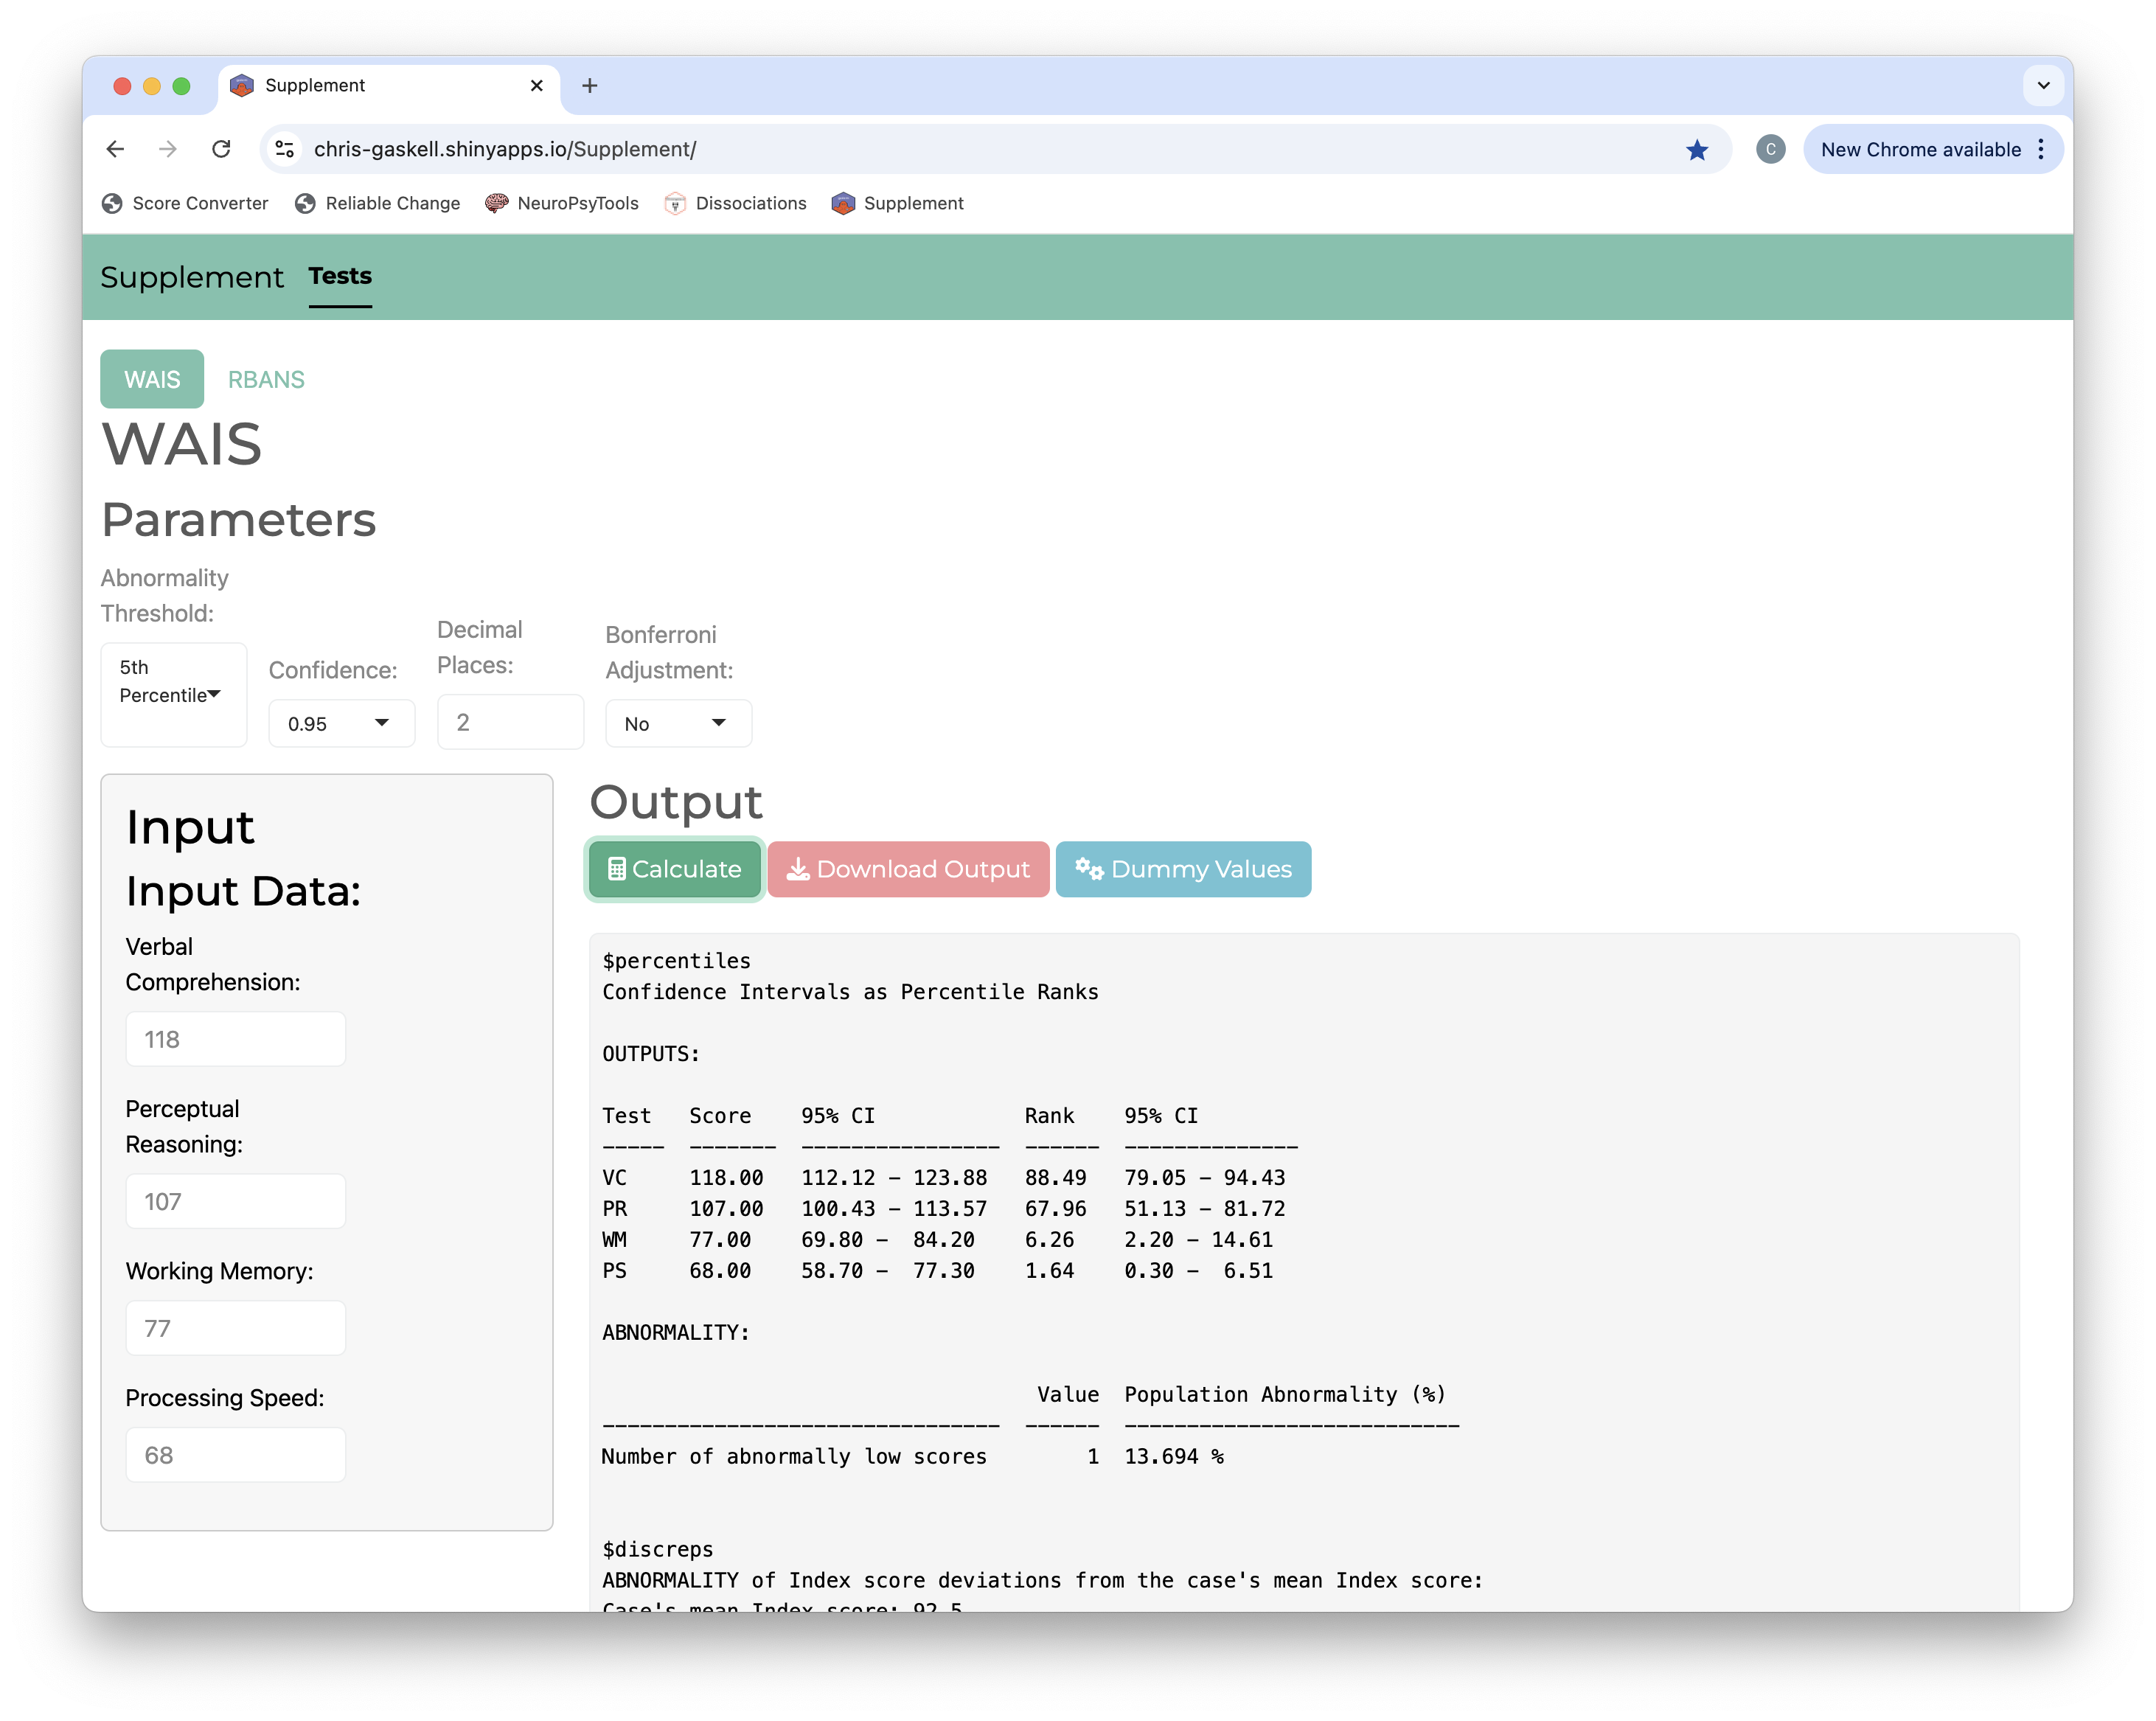 Supplement
chris-gaskell.shinyapps.io/Supplement/
C
New Chrome available
Score Converter Reliable Change NeuroPsyTools Dissociations Supplement
Supplement Tests
WAIS RBANS
WAIS
Parameters
Abnormality
Threshold:
5th
Percentile
Confidence:
0.95
Decimal
Places:
2
Bonferroni
Adjustment:
No
Input
Input Data:
Verbal
Comprehension:
118
Perceptual
Reasoning:
107
Working Memory:
77
Processing Speed:
68
Output
Calculate Download Output Dummy Values
$percentiles
Confidence Intervals as Percentile Ranks
OUTPUTS:
Test Score 95% CI Rank 95% CI
----- ------- ---------------- ------ --------------
VC 118.00 112.12 - 123.88 88.49 79.05 - 94.43
PR 107.00 100.43 - 113.57 67.96 51.13 - 81.72
WM 77.00 69.80 - 84.20 6.26 2.20 - 14.61
PS 68.00 58.70 - 77.30 1.64 0.30 - 6.51
ABNORMALITY:
Value Population Abnormality (%)
-------------------------------- ------ ---------------------------
Number of abnormally low scores 1 13.694 %
$discreps
ABNORMALITY of Index score deviations from the case's mean Index score:
Case's mean Index score: 92.5